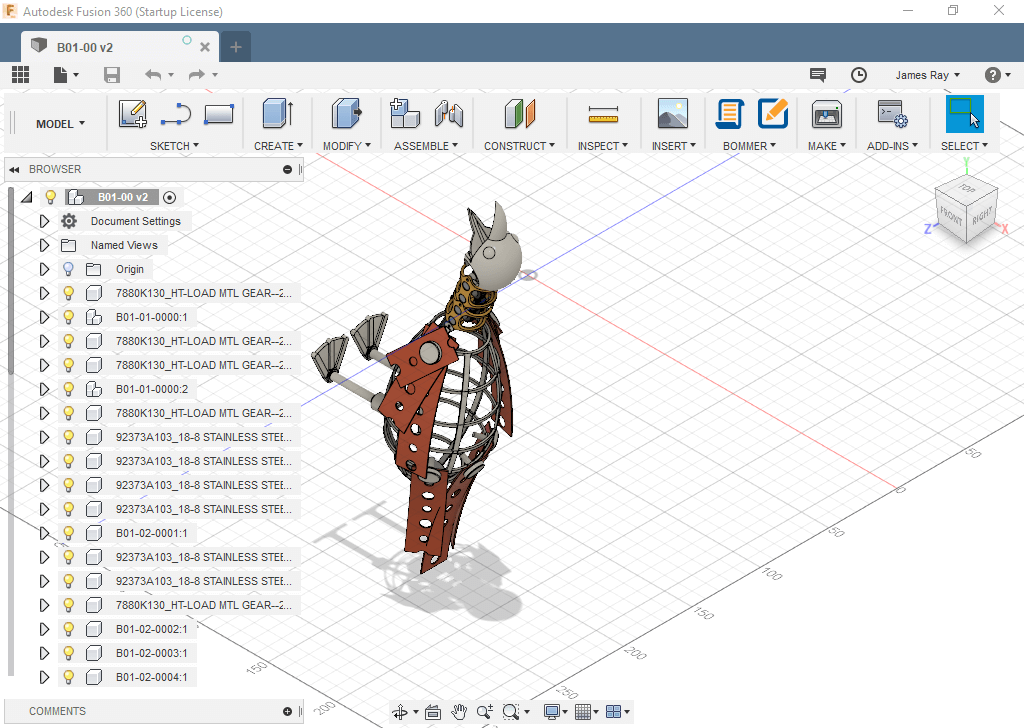 Autodesk Fusion 360 (Startup License)
B01-00 v2
James Ray
MODEL
SKETCH
CREATE
MODIFY
ASSEMBLE
CONSTRUCT
INSPECT
INSERT
BOMMER
MAKE
ADD-INS
SELECT
BROWSER
B01-00 v2
Document Settings
Named Views
Origin
7880K130_HT-LOAD MTL GEAR--2...
B01-01-0000:1
7880K130_HT-LOAD MTL GEAR--2...
7880K130_HT-LOAD MTL GEAR--2...
B01-01-0000:2
7880K130_HT-LOAD MTL GEAR--2...
92373A103_18-8 STAINLESS STEE...
92373A103_18-8 STAINLESS STEE...
92373A103_18-8 STAINLESS STEE...
92373A103_18-8 STAINLESS STEE...
B01-02-0001:1
92373A103_18-8 STAINLESS STEE...
92373A103_18-8 STAINLESS STEE...
7880K130_HT-LOAD MTL GEAR--2...
B01-02-0002:1
B01-02-0003:1
B01-02-0004:1
Y
TOP
FRONT
RIGHT
Z
X
50
0
50
100
150
200
250
150
200
COMMENTS